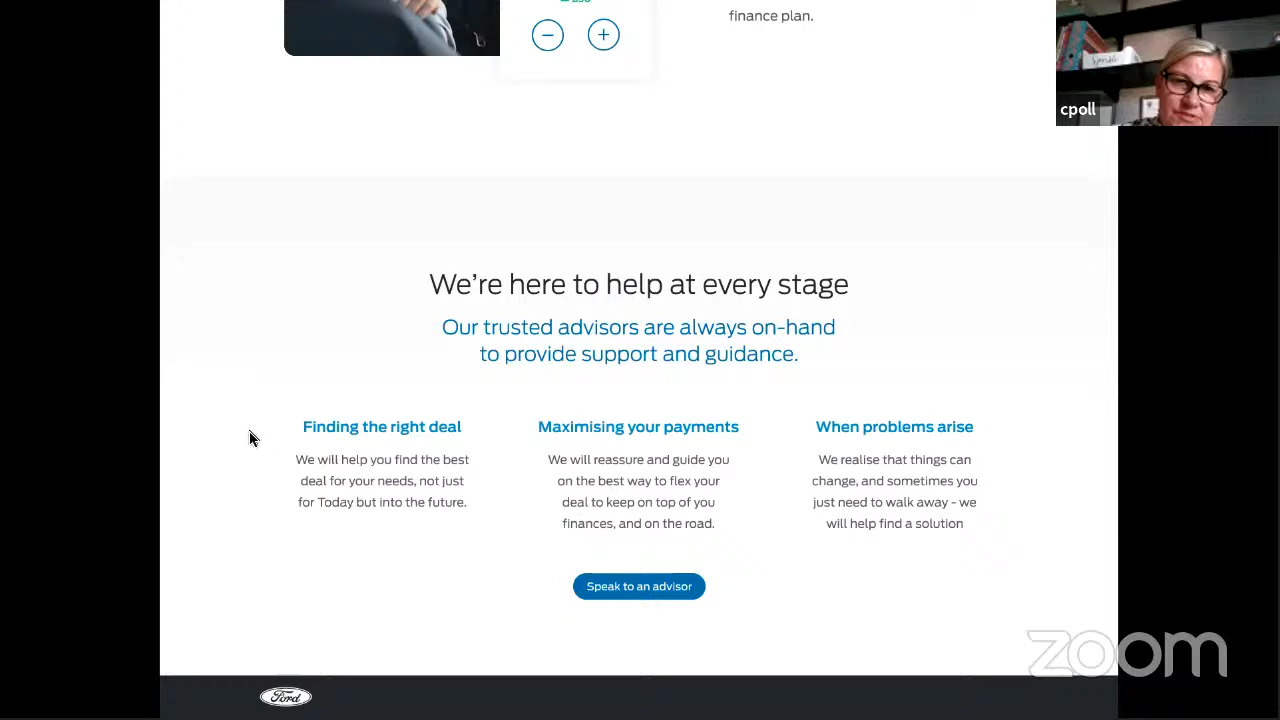 finance plan.
cpoll
We're here to help at every stage
Our trusted advisors are always on-hand
to provide support and guidance.
Finding the right deal
We will help you find the best
deal for your needs, not just
for Today but into the future.
Maximising your payments
We will reassure and guide you
on the best way to flex your
deal to keep on top of you
finances, and on the road.
When problems arise
We realise that things can
change, and sometimes you
just need to walk away - we
will help find a solution
Speak to an advisor
zoom
Ford